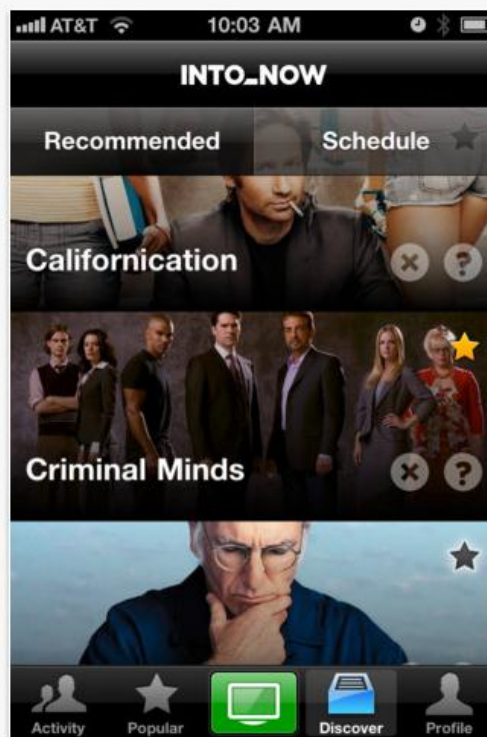 AT&T 10:03 AM
INTO_NOW
Recommended Schedule
Californication
Criminal Minds
Activity Popular Discover Profile